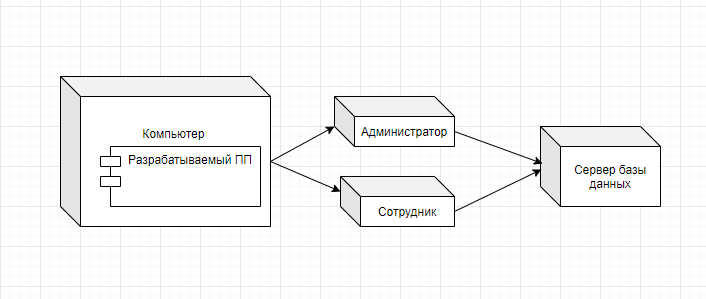 Компьютер
Разрабатываемый ПП
Администратор
Сотрудник
Сервер базы
данных